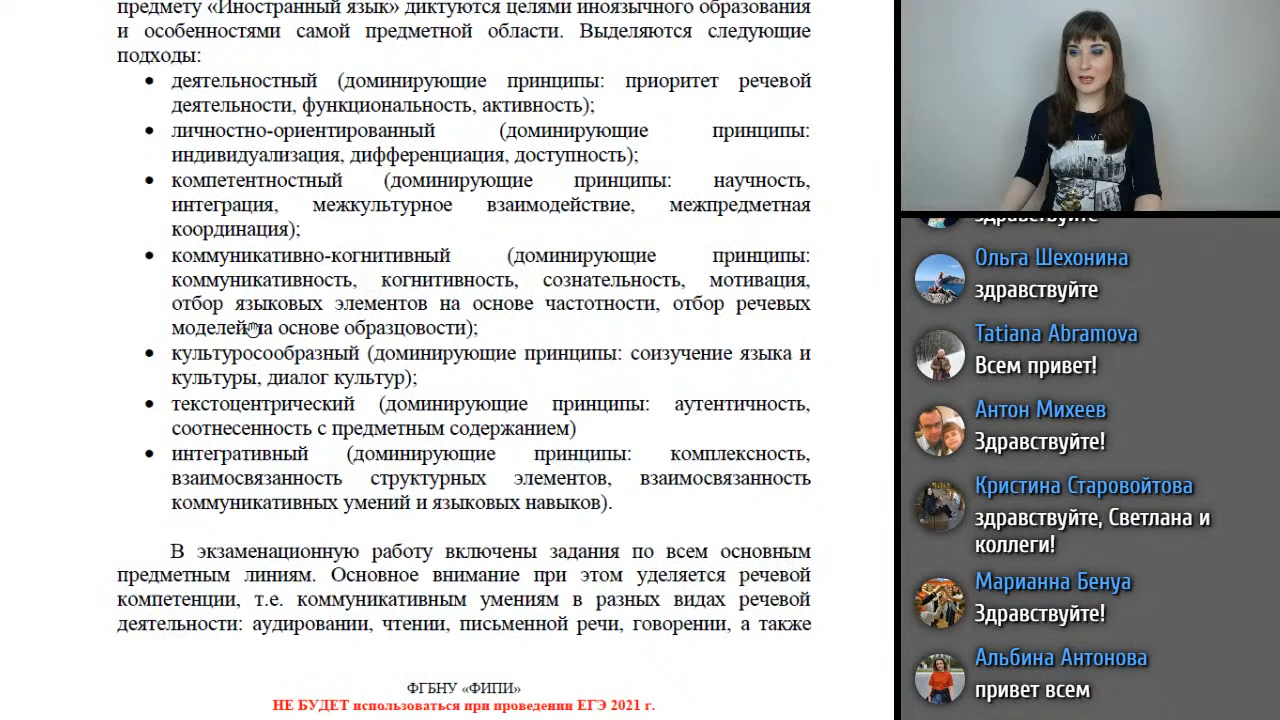 предмету «Иностранный язык» диктуются целями иноязычного образования
и особенностями самой предметной области. Выделяются следующие
подходы:
• деятельностный (доминирующие принципы: приоритет речевой
деятельности, функциональность, активность);
• личностно-ориентированный (доминирующие принципы:
индивидуализация, дифференциация, доступность);
• компетентностный (доминирующие принципы: научность,
интеграция, межкультурное взаимодействие, межпредметная
координация);
• коммуникативно-когнитивный (доминирующие принципы:
коммуникативность, когнитивность, сознательность, мотивация,
отбор языковых элементов на основе частотности, отбор речевых
моделей на основе образцовости);
• культуросообразный (доминирующие принципы: соизучение языка и
культуры, диалог культур);
• текстоцентрический (доминирующие принципы: аутентичность,
соотнесенность с предметным содержанием)
• интегративный (доминирующие принципы: комплексность,
взаимосвязанность структурных элементов, взаимосвязанность
коммуникативных умений и языковых навыков).
В экзаменационную работу включены задания по всем основным
предметным линиям. Основное внимание при этом уделяется речевой
компетенции, т.е. коммуникативным умениям в разных видах речевой
деятельности: аудировании, чтении, письменной речи, говорении, а также
ФГБНУ «ФИПИ»
НЕ БУДЕТ использоваться при проведении ЕГЭ 2021 г.
здравствуйте
Ольга Шехонина
здравствуйте
Tatiana Abramova
Всем привет!
Антон Михеев
Здравствуйте!
Кристина Старовойтова
здравствуйте, Светлана и
коллеги!
Марианна Бенуа
Здравствуйте!
Альбина Антонова
привет всем